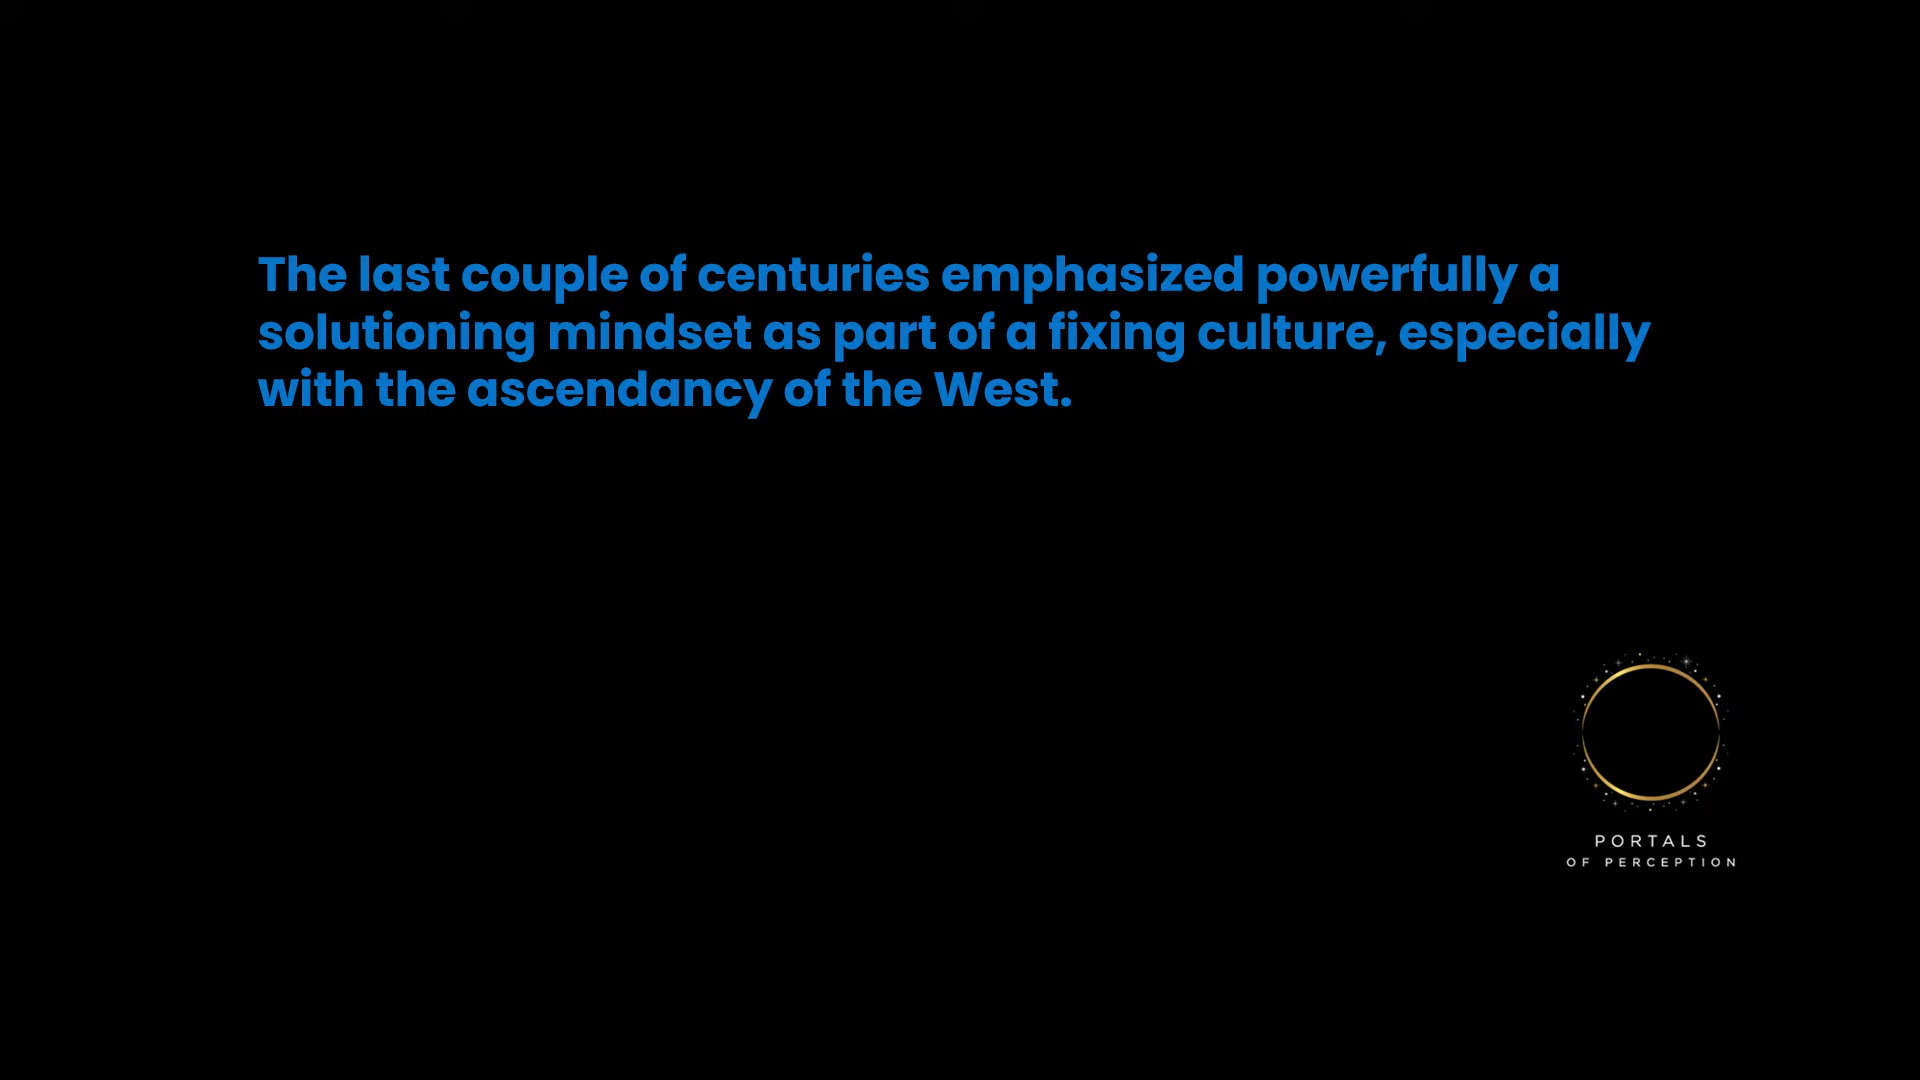 The last couple of centuries emphasized powerfully a
solutioning mindset as part of a fixing culture, especially
with the ascendancy of the West.
PORTALS
OF PERCEPTION